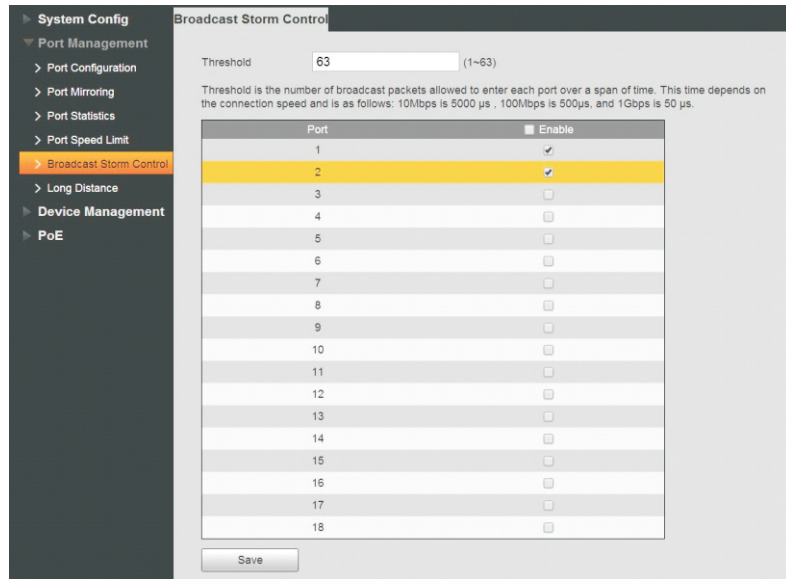 System Config
Port Management
> Port Configuration
> Port Mirroring
> Port Statistics
> Port Speed Limit
> Broadcast Storm Control
> Long Distance
Device Management
PoE
Broadcast Storm Control
Threshold 63 (1~63)
Threshold is the number of broadcast packets allowed to enter each port over a span of time. This time depends on
the connection speed and is as follows: 10Mbps is 5000 μs , 100Mbps is 500μs, and 1Gbps is 50 μs.
Port Enable
1
2
3
4
5
6
7
8
9
10
11
12
13
14
15
16
17
18
Save